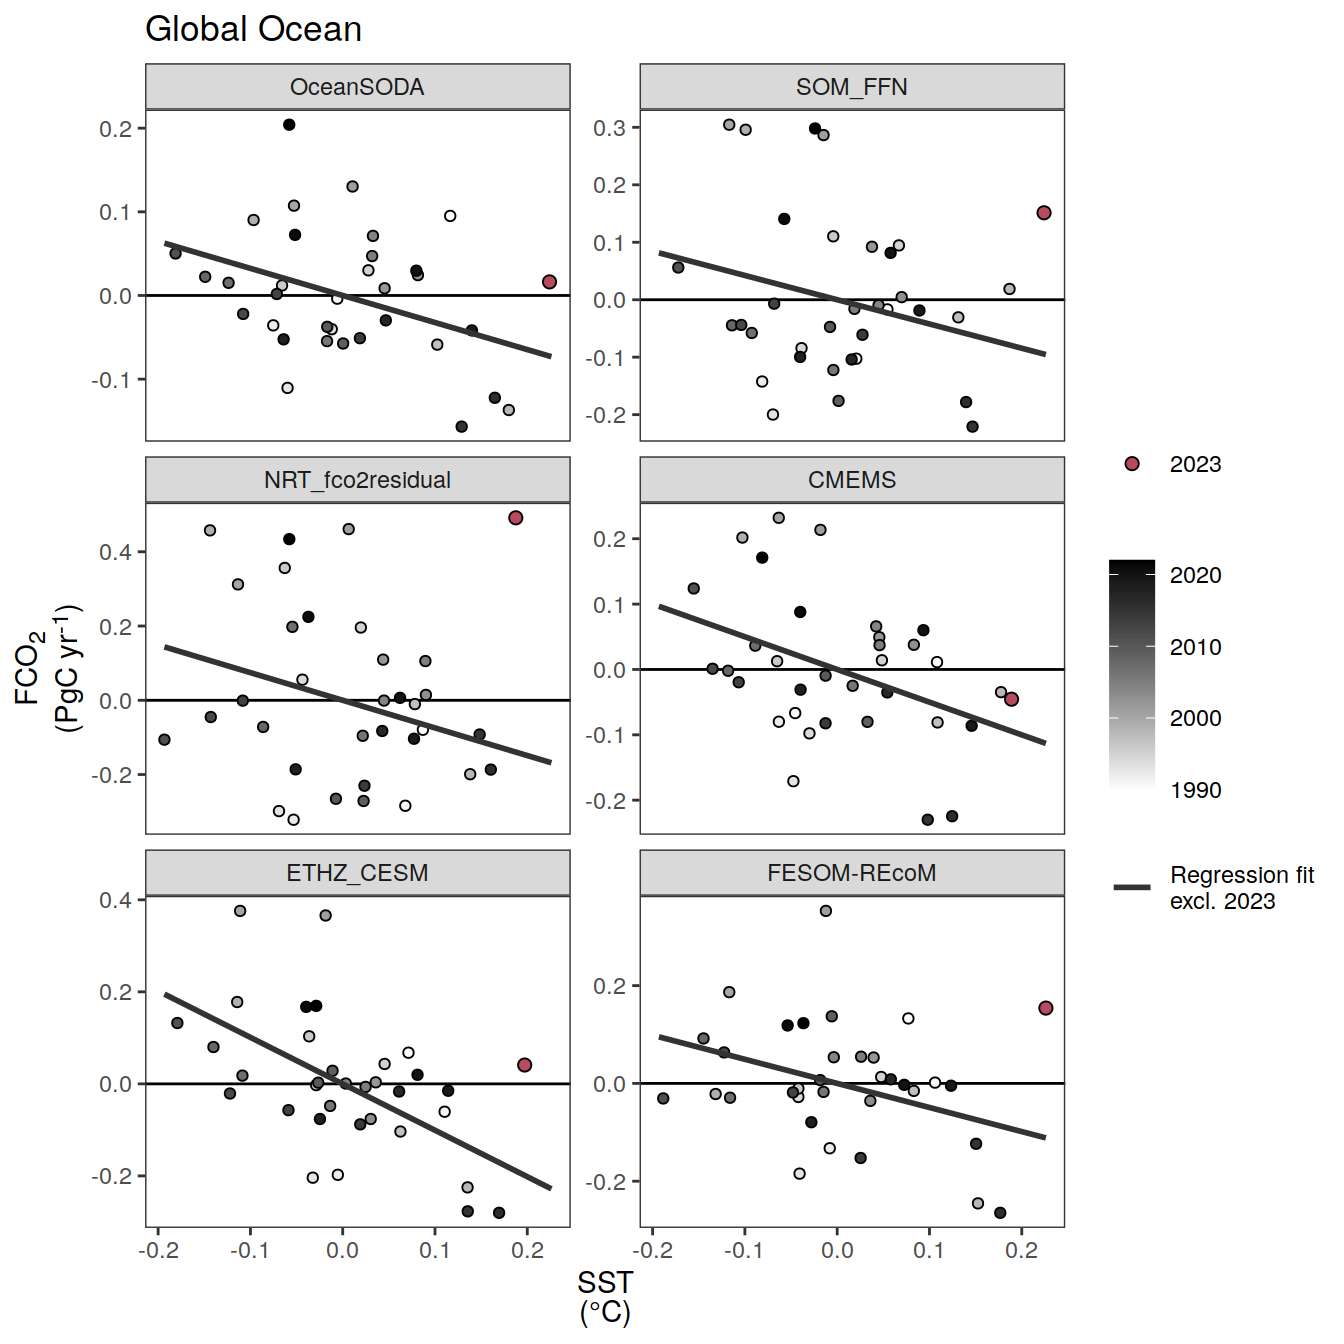 Global Ocean
OceanSODA
SOM_FFN
0.2
0.1
0.0
-0.1
0.3
0.2
0.1
0.0
-0.1
-0.2
NRT_fco2residual
CMEMS
0.4
0.2
0.0
-0.2
0.2
0.1
0.0
-0.1
-0.2
ETHZ_CESM
FESOM-REcoM
0.4
0.2
0.0
-0.2
0.2
0.0
-0.2
-0.2 -0.1 0.0 0.1 0.2
-0.2 -0.1 0.0 0.1 0.2
FCO₂
(PgC yr⁻¹)
SST
(°C)
2023
2020
2010
2000
1990
Regression fit
excl. 2023